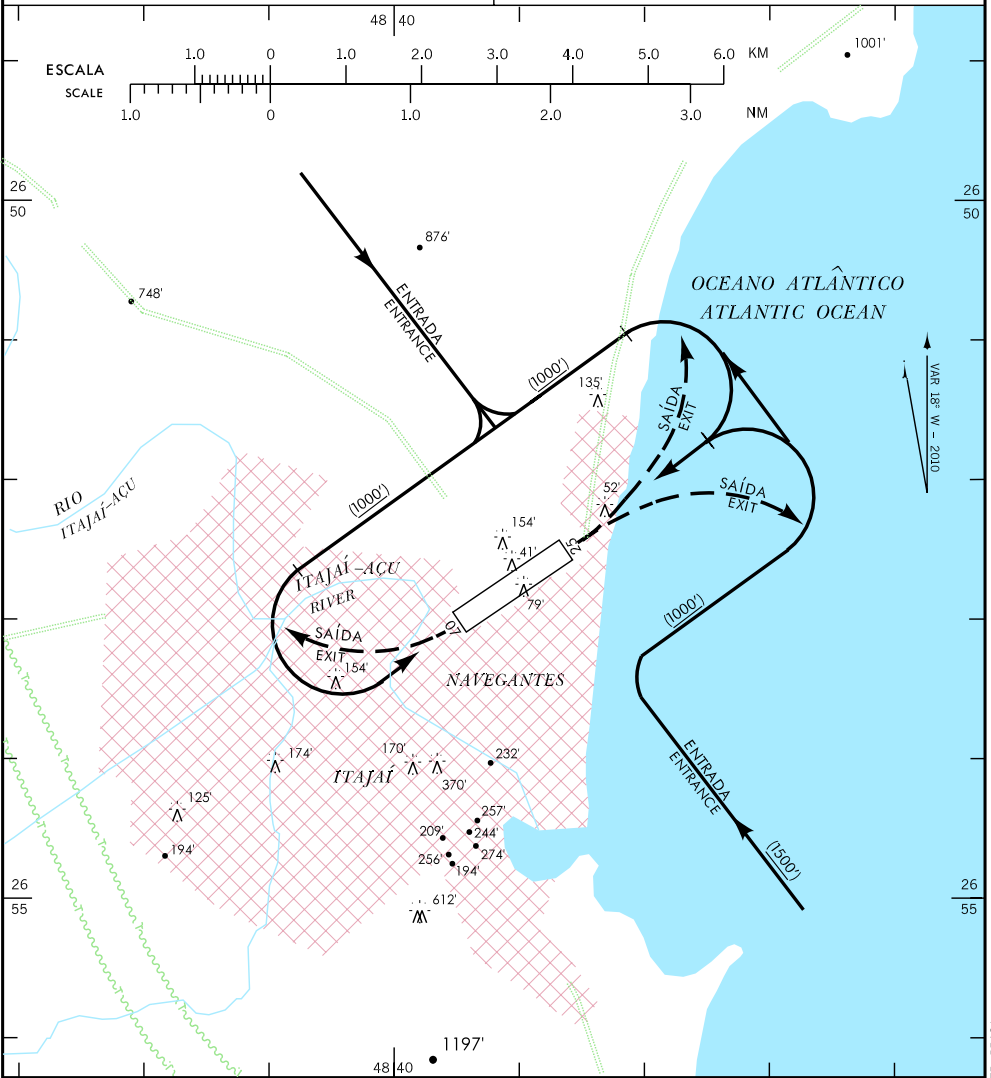 48 40
1.0 0 1.0 2.0 3.0 4.0 5.0 6.0 KM
ESCALA
SCALE
1.0 0 1.0 2.0 3.0 NM
1001'
26
50
26
50
876'
748'
ENTRADA
ENTRANCE
OCEANO ATLÂNTICO
ATLANTIC OCEAN
VAR 18° W - 2010
(1000')
135'
SAÍDA
EXIT
RIO
ITAJAÍ-AÇU
(1000')
52'
SAÍDA
EXIT
154'
41'
79'
25
07
ITAJAÍ-AÇU
RIVER
SAÍDA
EXIT
154'
(1000')
NAVEGANTES
174'
ITAJAÍ
170'
370'
232'
ENTRADA
ENTRANCE
125'
257'
209'
244'
194'
256'
274'
194'
(1500')
26
55
612'
26
55
1197'
48 40